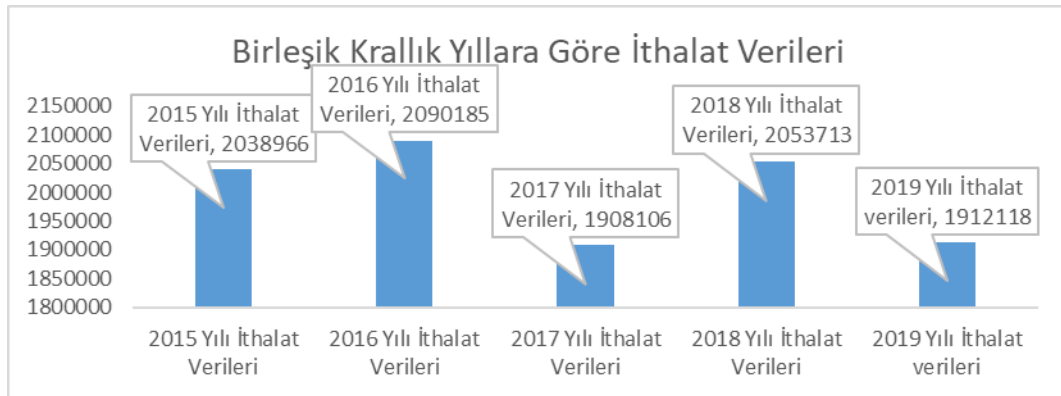 Birleşik Krallık Yıllara Göre İthalat Verileri
2150000
2100000
2050000
2000000
1950000
1900000
1850000
1800000
2015 Yılı İthalat
Verileri, 2038966
2016 Yılı İthalat
Verileri, 2090185
2017 Yılı İthalat
Verileri, 1908106
2018 Yılı İthalat
Verileri, 2053713
2019 Yılı İthalat
verileri, 1912118
2015 Yılı İthalat
Verileri
2016 Yılı İthalat
Verileri
2017 Yılı İthalat
Verileri
2018 Yılı İthalat
Verileri
2019 Yılı İthalat
verileri